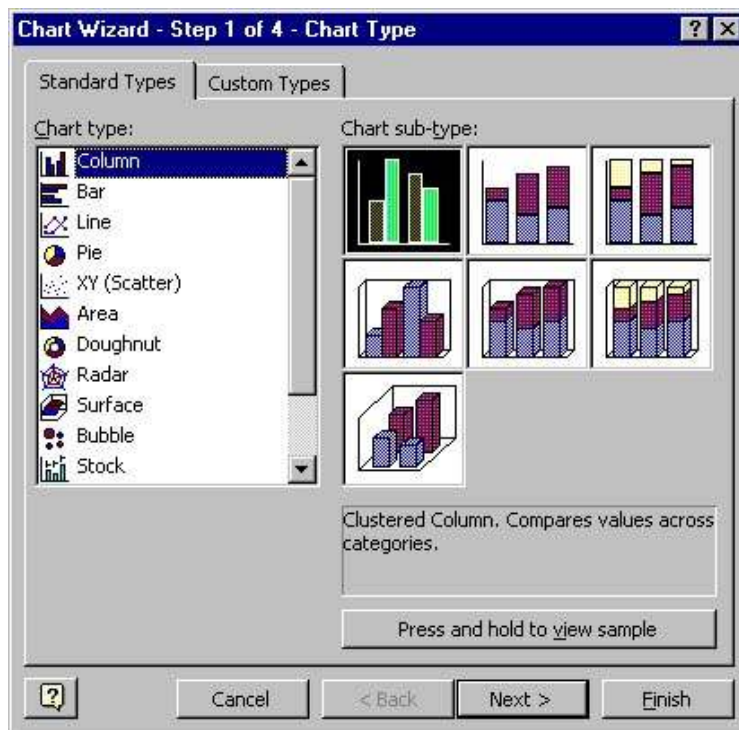 Chart Wizard - Step 1 of 4 - Chart Type
Standard Types
Custom Types
Chart type:
Column
Bar
Line
Pie
XY (Scatter)
Area
Doughnut
Radar
Surface
Bubble
Stock
Chart sub-type:
Clustered Column. Compares values across
categories.
Press and hold to view sample
Cancel
< Back
Next >
Finish